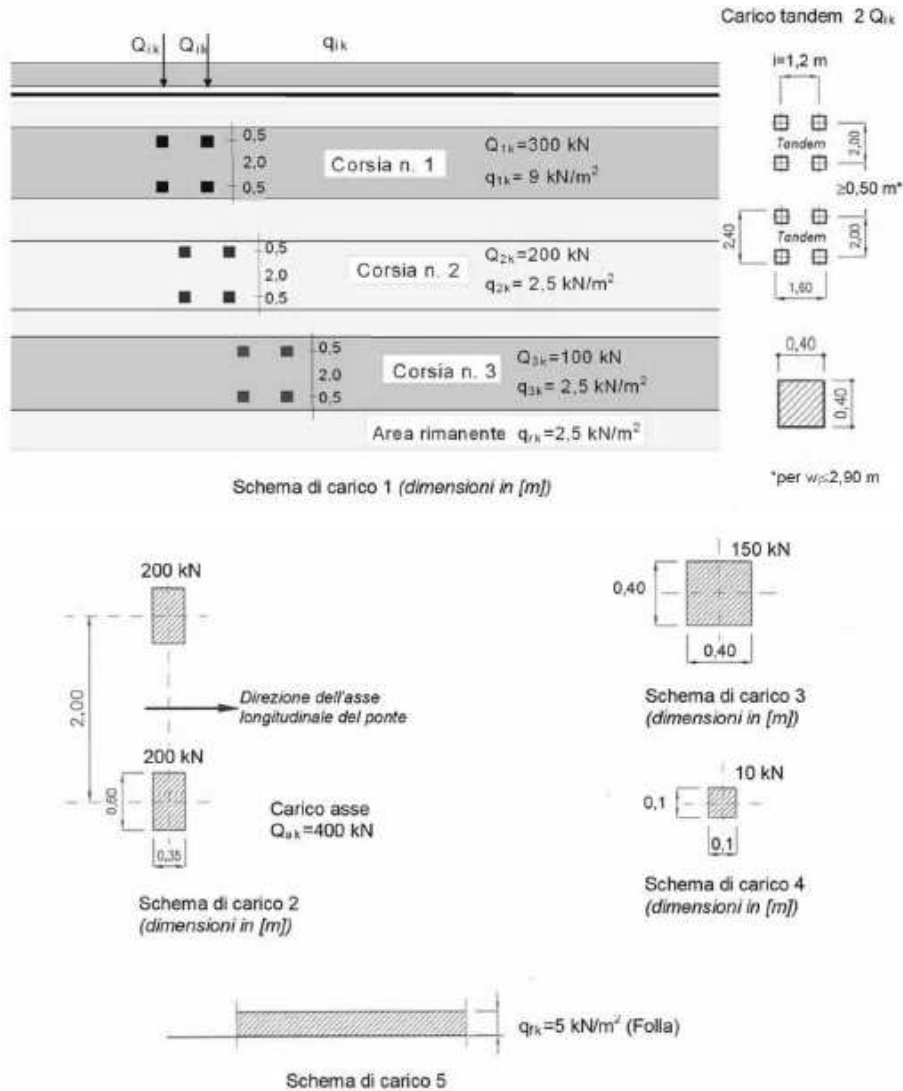 Carico tandem 2 Qik
Qik Qik qik
i=1,2 m
Tandem
2,00
≥0,50 m*
Tandem
2,40
2,00
1,60
0,5
2,0
0,5
Corsia n. 1
Q1k=300 kN
q1k= 9 kN/m²
0,5
2,0
0,5
Corsia n. 2
Q2k=200 kN
q2k= 2,5 kN/m²
0,5
2,0
0,5
Corsia n. 3
Q3k=100 kN
q3k= 2,5 kN/m²
0,40
0,40
Area rimanente qrk=2,5 kN/m²
Schema di carico 1 (dimensioni in [m])
*per wl≤2,90 m
200 kN
2,00
Direzione dell'asse
longitudinale del ponte
200 kN
0,60
0,35
Carico asse
Qak=400 kN
Schema di carico 2
(dimensioni in [m])
150 kN
0,40
0,40
Schema di carico 3
(dimensioni in [m])
10 kN
0,1
0,1
Schema di carico 4
(dimensioni in [m])
qfk=5 kN/m² (Folla)
Schema di carico 5